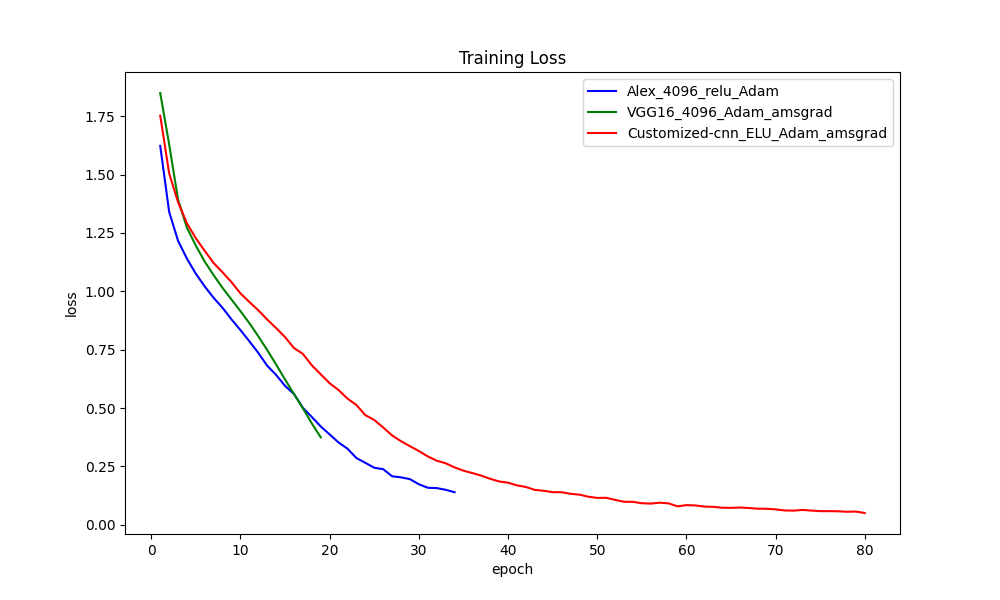 Training Loss
Alex_4096_relu_Adam
VGG16_4096_Adam_amsgrad
Customized-cnn_ELU_Adam_amsgrad
loss
1.75
1.50
1.25
1.00
0.75
0.50
0.25
0.00
0 10 20 30 40 50 60 70 80
epoch